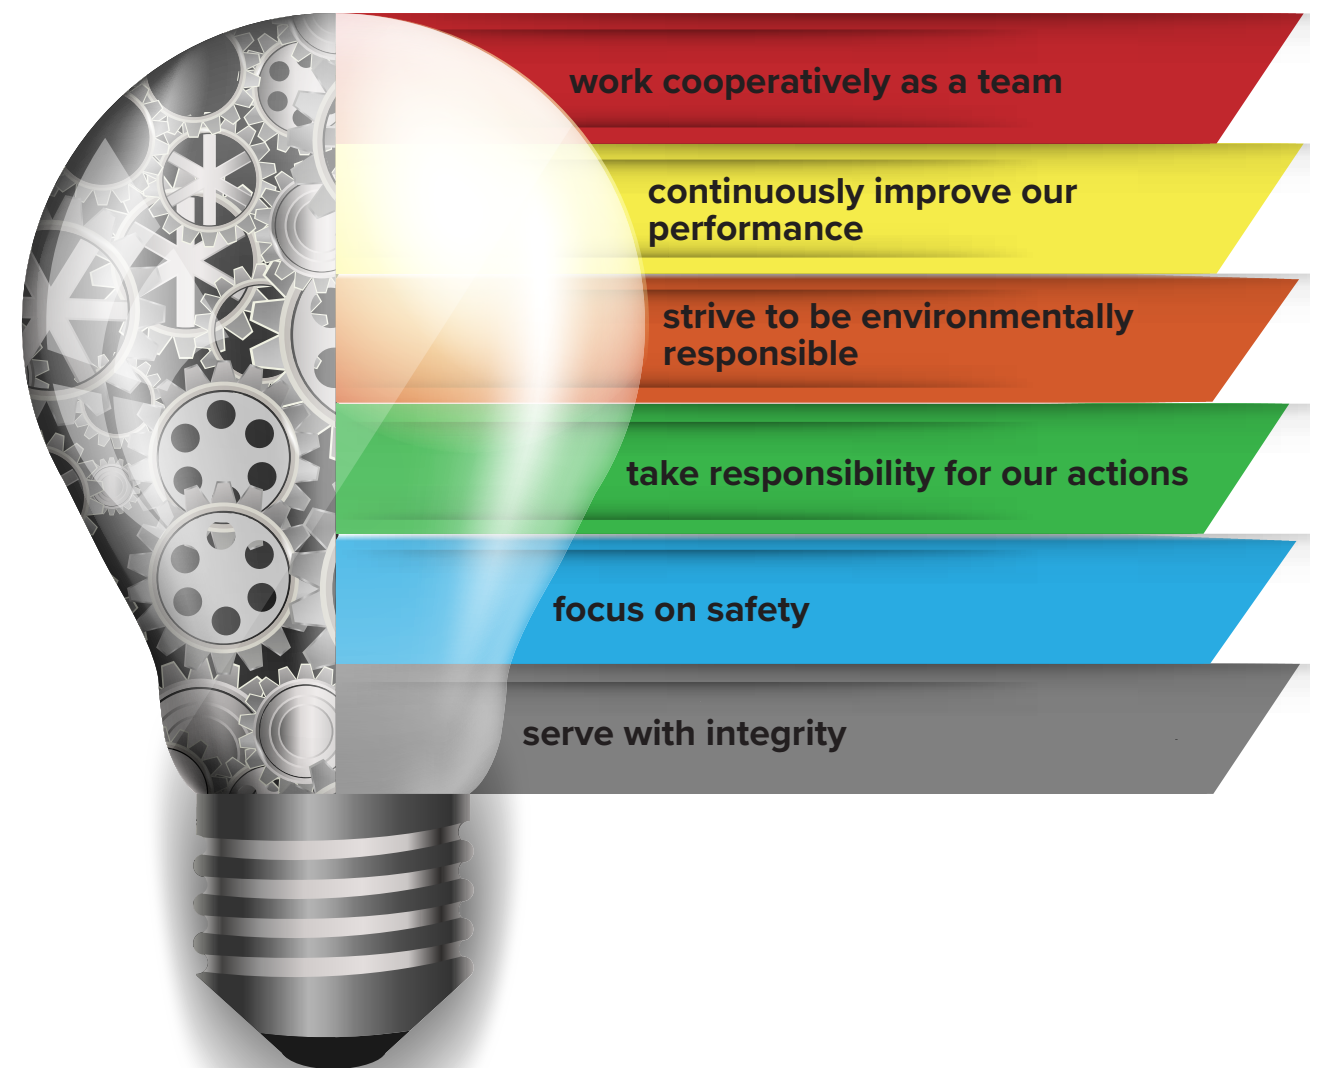 work cooperatively as a team
continuously improve our
performance
strive to be environmentally
responsible
take responsibility for our actions
focus on safety
serve with integrity